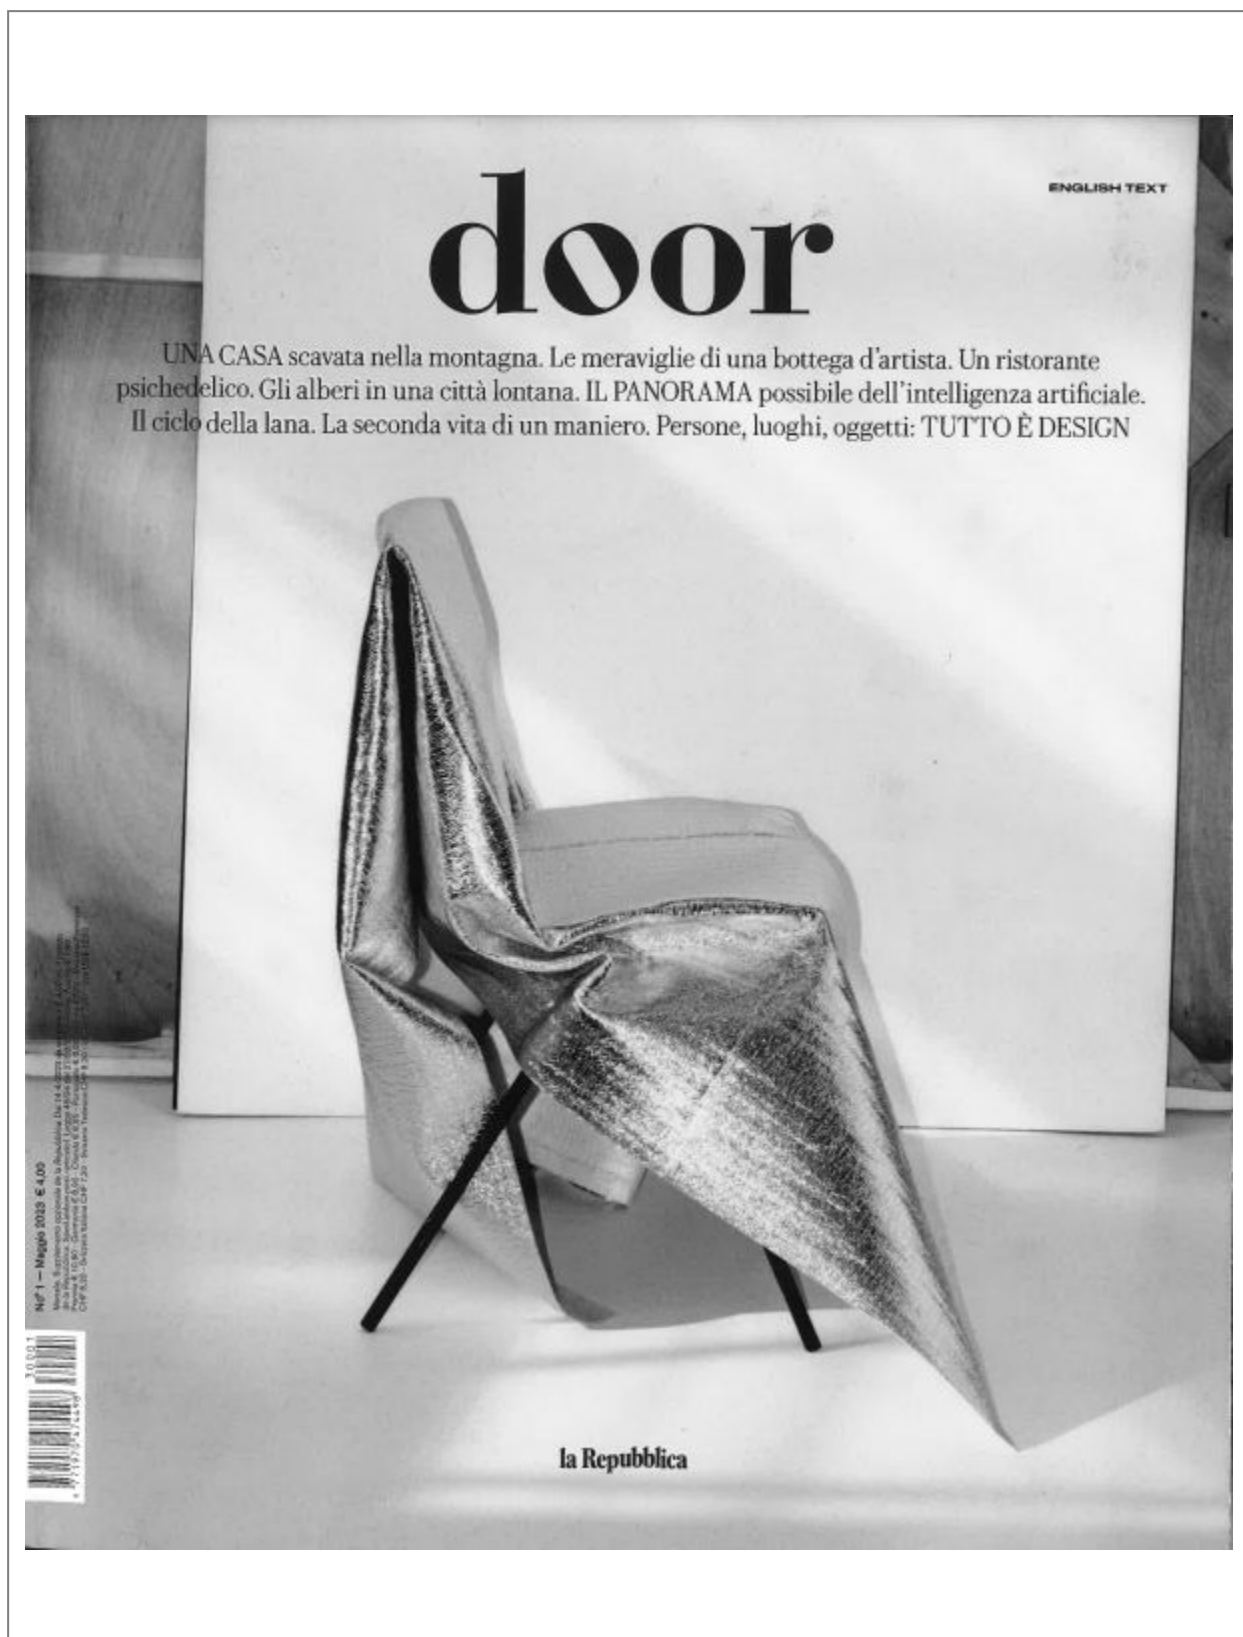 door
ENGLISH TEXT
UNA CASA scavata nella montagna. Le meraviglie di una bottega d'artista. Un ristorante
psichedelico. Gli alberi in una città lontana. IL PANORAMA possibile dell'intelligenza artificiale.
Il ciclo della lana. La seconda vita di un maniero. Persone, luoghi, oggetti: TUTTO È DESIGN
N° 1 — Maggio 2023 € 4,00
30001
la Repubblica